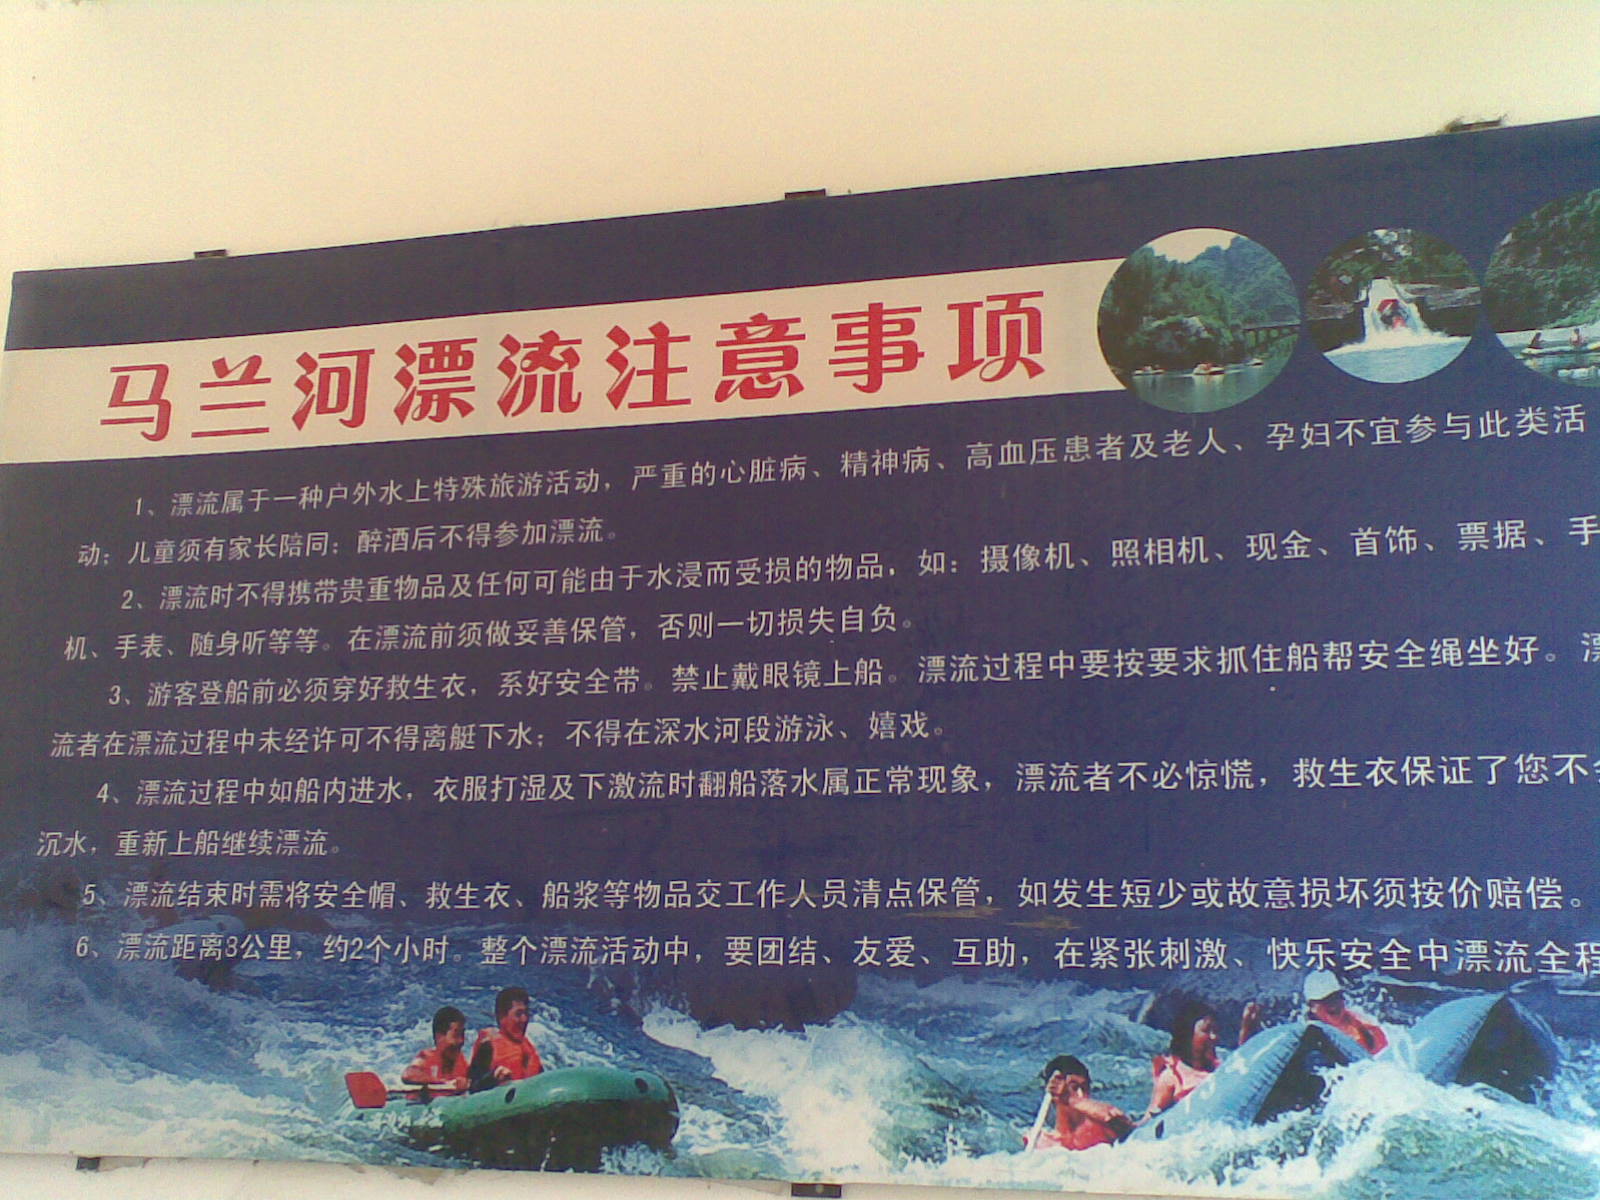 马兰河漂流注意事项
1、漂流属于一种户外水上特殊旅游活动，严重的心脏病、精神病、高血压患者及老人、孕妇不宜参与此类活
动；儿童须有家长陪同；醉酒后不得参加漂流。
2、漂流时不得携带贵重物品及任何可能由于水浸而受损的物品，如：摄像机、照相机、现金、首饰、票据、手
机、手表、随身听等等。在漂流前须做妥善保管，否则一切损失自负。
3、游客登船前必须穿好救生衣，系好安全带。禁止戴眼镜上船。漂流过程中要按要求抓住船帮安全绳坐好。漂
流者在漂流过程中未经许可不得离艇下水；不得在深水河段游泳、嬉戏。
4、漂流过程中如船内进水，衣服打湿及下激流时翻船落水属正常现象，漂流者不必惊慌，救生衣保证了您不会
沉水，重新上船继续漂流。
5、漂流结束时需将安全帽、救生衣、船浆等物品交工作人员清点保管，如发生短少或故意损坏须按价赔偿。
6、漂流距离8公里，约2个小时。整个漂流活动中，要团结、友爱、互助，在紧张刺激、快乐安全中漂流全程